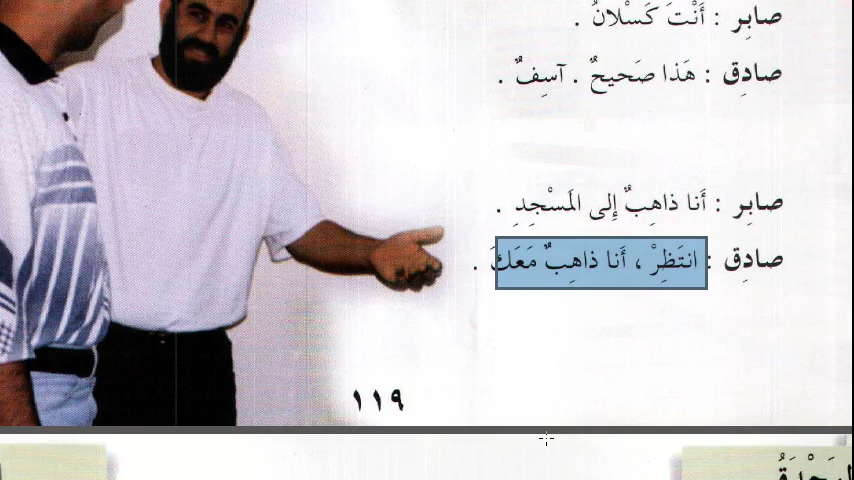 صابِر : أَنْتَ كَسْلانٌ .
صادِق : هَذا صَحيحٌ . آسِفٌ .
صابِر : أَنا ذاهِبٌ إِلى المَسْجِدِ .
صادِق : انتَظِرْ ، أَنا ذاهِبٌ مَعَكَ .
١١٩